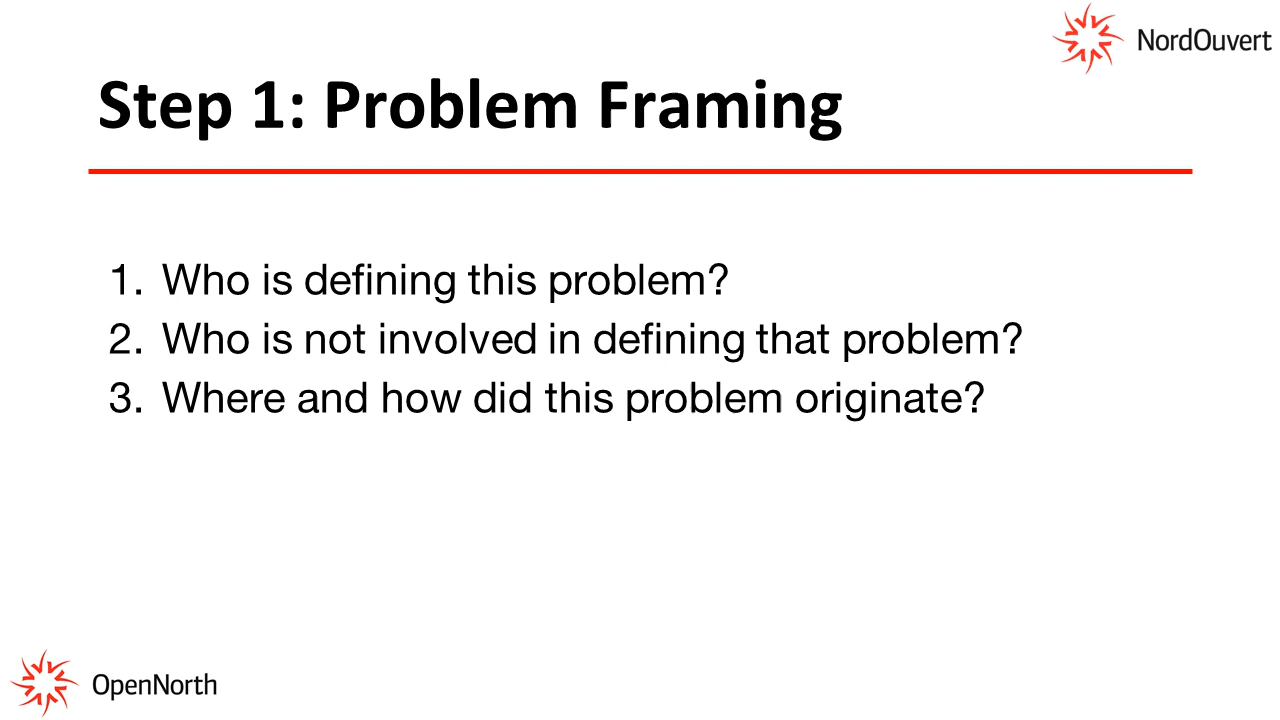 NordOuvert
Step 1: Problem Framing
1. Who is defining this problem?
2. Who is not involved in defining that problem?
3. Where and how did this problem originate?
OpenNorth